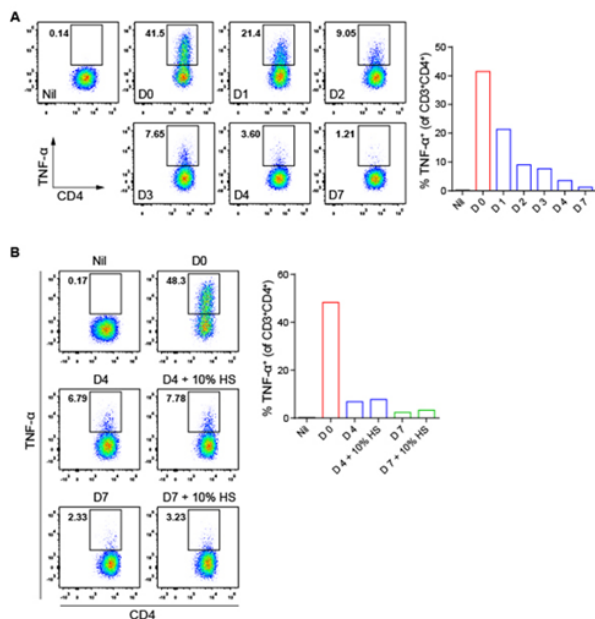 A
0.14
Nil
41.5
D0
21.4
D1
9.05
D2
TNF-α
CD4
7.65
D3
3.60
D4
1.21
D7
% TNF-α⁺ (of CD3⁺CD4⁺)
50
40
30
20
10
0
Nil
D 0
D 1
D 2
D 3
D 4
D 7
B
Nil
D0
0.17
48.3
D4
D4 + 10% HS
6.79
7.78
D7
D7 + 10% HS
2.33
3.23
TNF-α
CD4
% TNF-α⁺ (of CD3⁺CD4⁺)
60
40
20
0
Nil
D 0
D 4
D 4 + 10% HS
D 7
D 7 + 10% HS